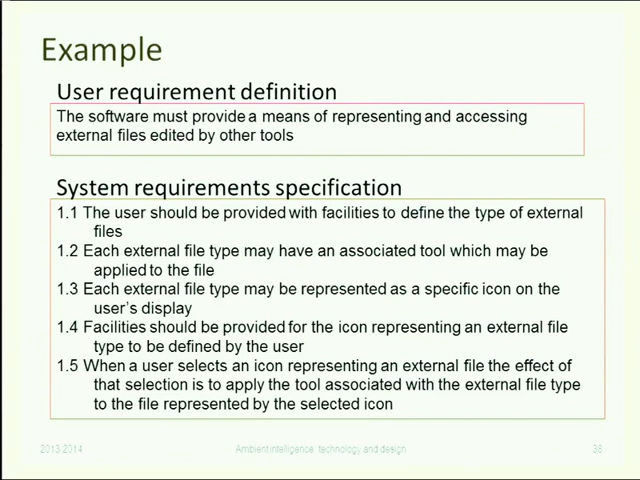 Example
User requirement definition
The software must provide a means of representing and accessing
external files edited by other tools
System requirements specification
1.1 The user should be provided with facilities to define the type of external
files
1.2 Each external file type may have an associated tool which may be
applied to the file
1.3 Each external file type may be represented as a specific icon on the
user's display
1.4 Facilities should be provided for the icon representing an external file
type to be defined by the user
1.5 When a user selects an icon representing an external file the effect of
that selection is to apply the tool associated with the external file type
to the file represented by the selected icon
2013 2014
Ambient intelligence: technology and design
38